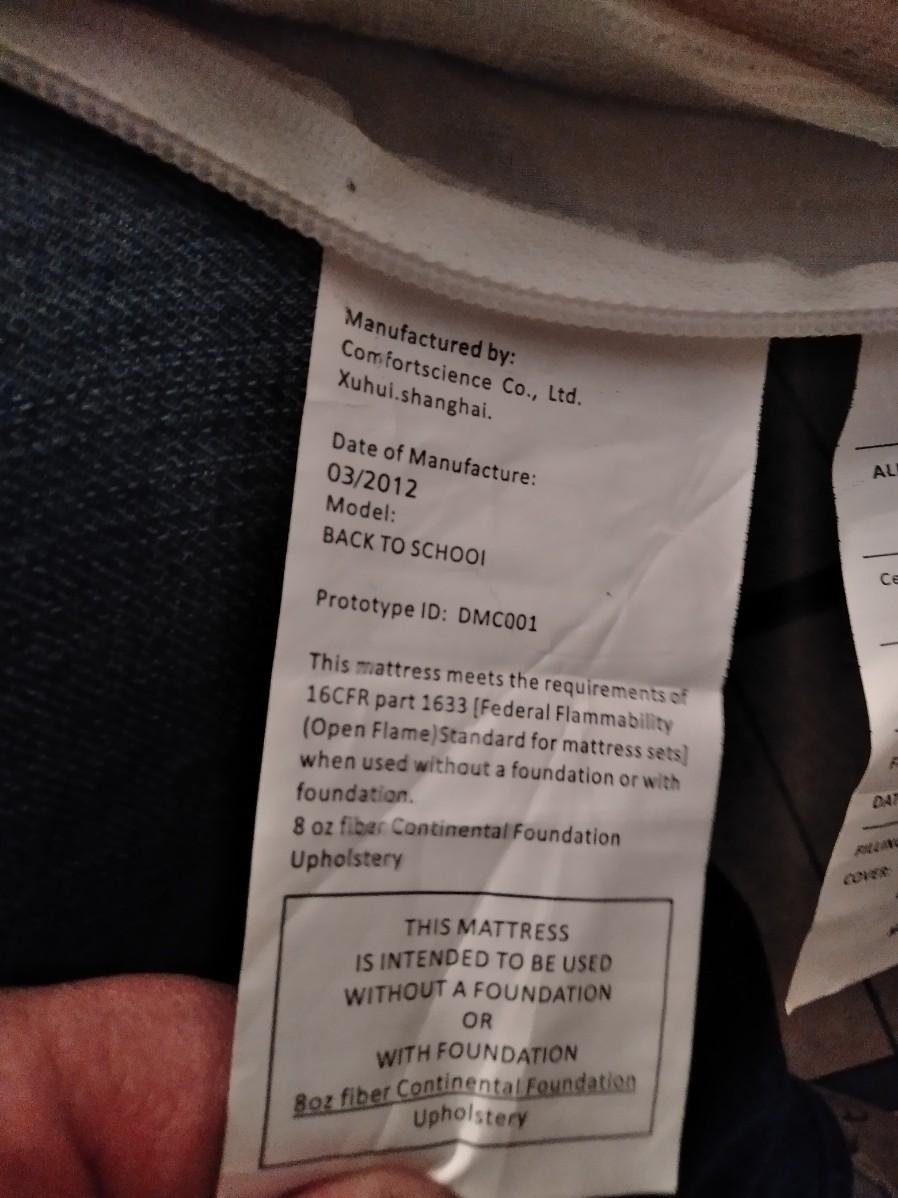 Manufactured by:
Comfortscience Co., Ltd.
Xuhui.shanghai.
Date of Manufacture:
03/2012
Model:
BACK TO SCHOOl
Prototype ID: DMC001
This mattress meets the requirements of
16CFR part 1633 [Federal Flammability
(Open Flame)Standard for mattress sets]
when used without a foundation or with
foundation.
8 oz fiber Continental Foundation
Upholstery
THIS MATTRESS
IS INTENDED TO BE USED
WITHOUT A FOUNDATION
OR
WITH FOUNDATION
8oz fiber Continental Foundation
Upholstery
COVER: